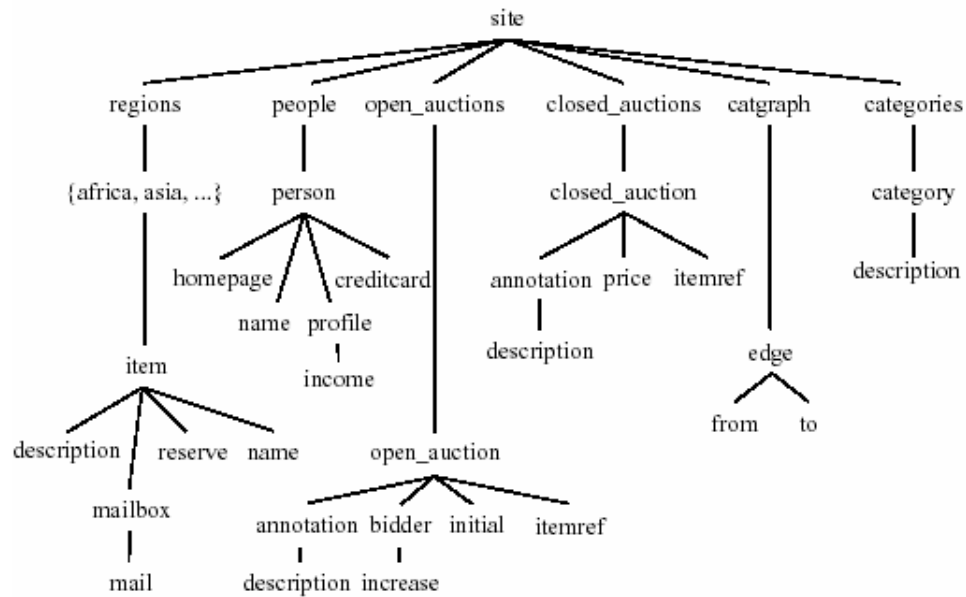 site
regions people open_auctions closed_auctions catgraph categories
{africa, asia, ...} person closed_auction category
homepage creditcard annotation price itemref description
name profile
description
item income edge
from to
description reserve name open_auction
mailbox annotation bidder initial itemref
mail description increase